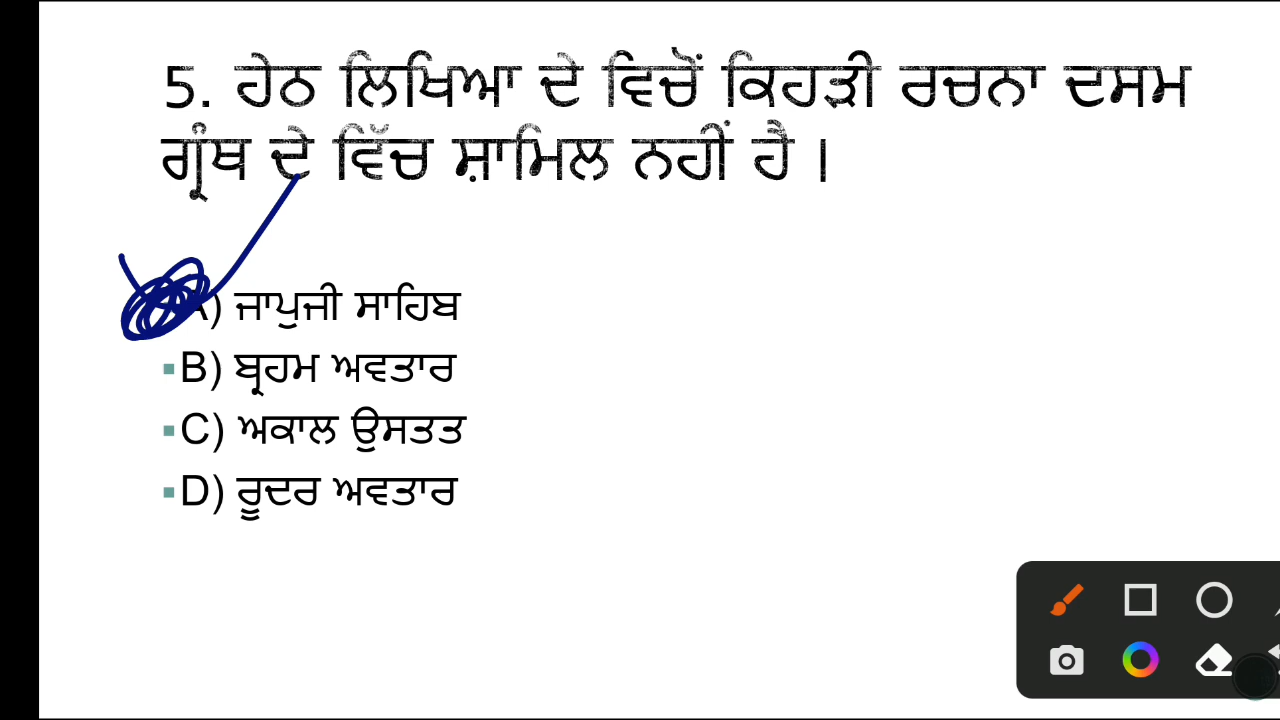 5. ਹੇਠ ਲਿਖਿਆ ਦੇ ਵਿਚੋਂ ਕਿਹੜੀ ਰਚਨਾ ਦਸਮ
ਗ੍ਰੰਥ ਦੇ ਵਿੱਚ ਸ਼ਾਮਿਲ ਨਹੀਂ ਹੈ ।
A) ਜਾਪੁਜੀ ਸਾਹਿਬ
▪B) ਬ੍ਰਹਮ ਅਵਤਾਰ
▪C) ਅਕਾਲ ਉਸਤਤ
▪D) ਰੂਦਰ ਅਵਤਾਰ